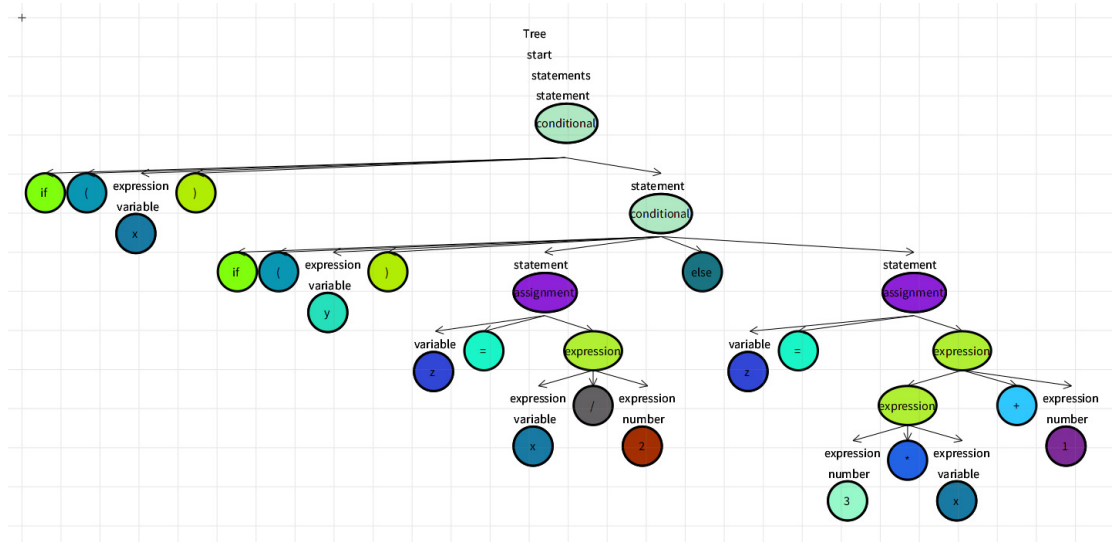 Tree
start
statements
statement
conditional
if ( expression ) statement
variable conditional
x
if ( expression ) statement else statement
variable assignment assignment
y
variable = expression variable = expression
z z
expression / expression expression + expression
variable number number
x 2 1
expression * expression
number variable
3 x